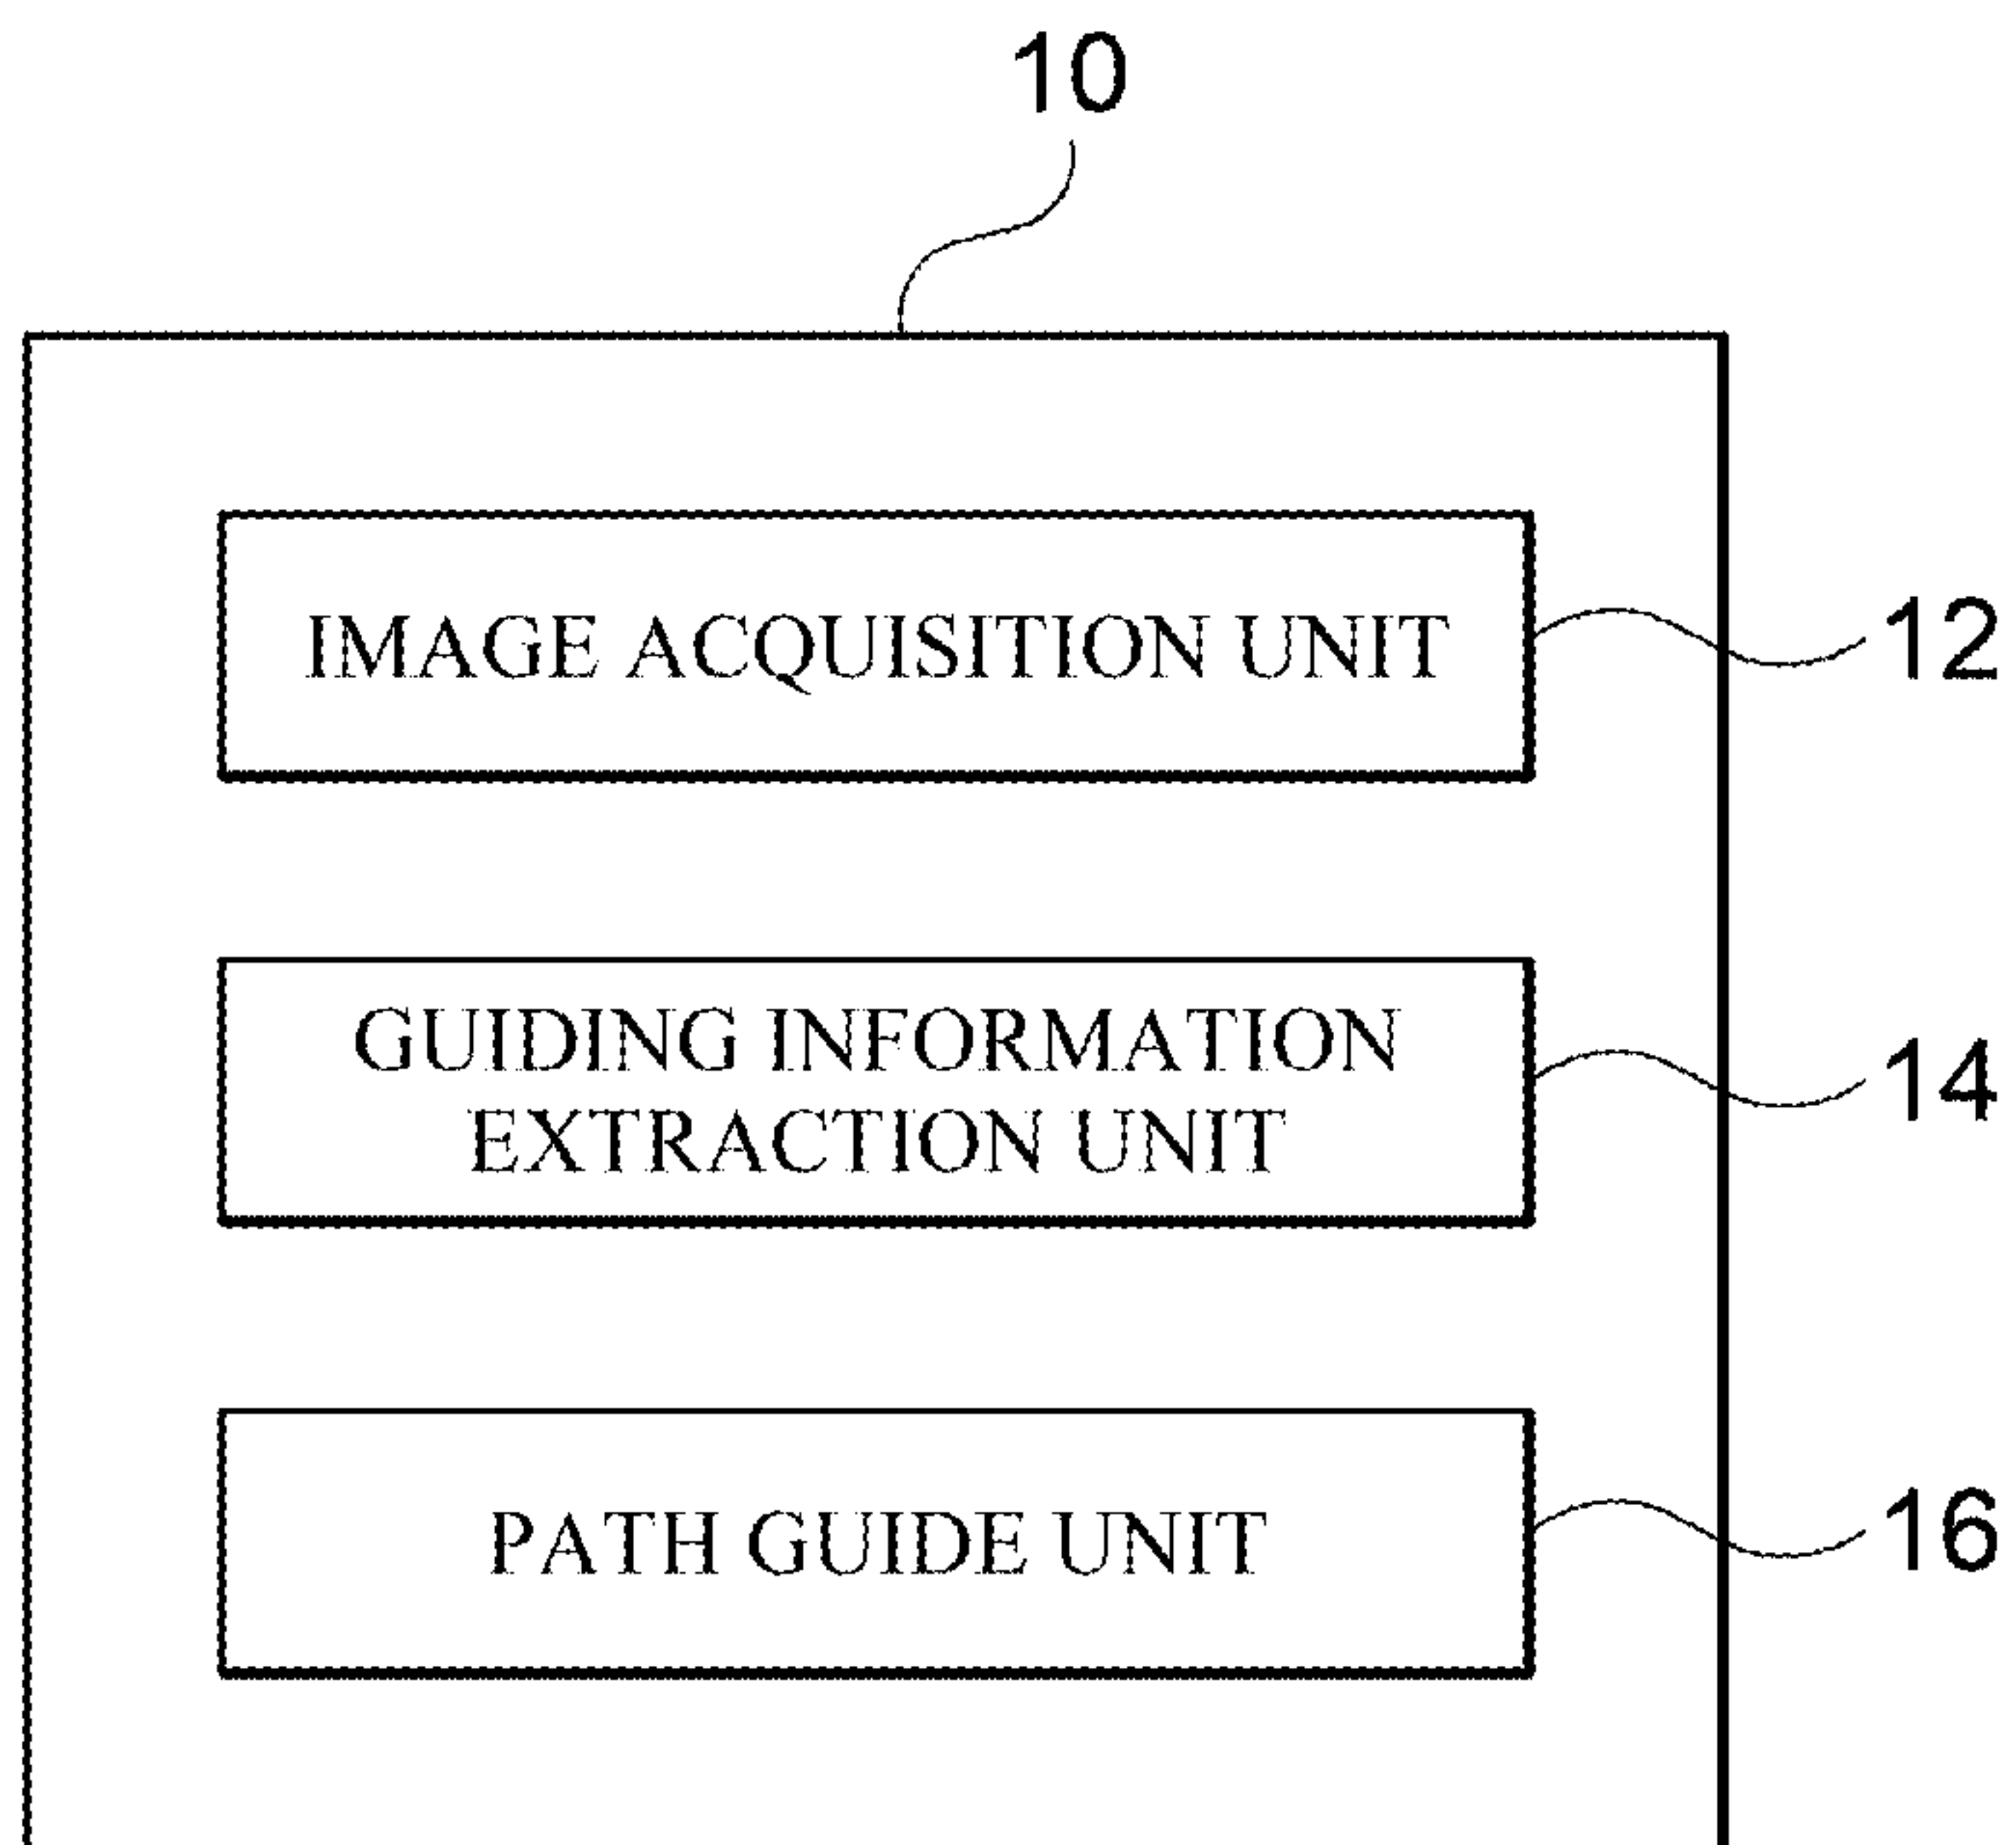 10
IMAGE ACQUISITION UNIT
12
GUIDING INFORMATION
EXTRACTION UNIT
14
PATH GUIDE UNIT
16